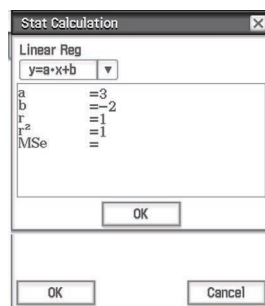 Stat Calculation
Linear Reg
y=a•x+b
a =3
b =-2
r =1
r² =1
MSe =
OK
OK Cancel